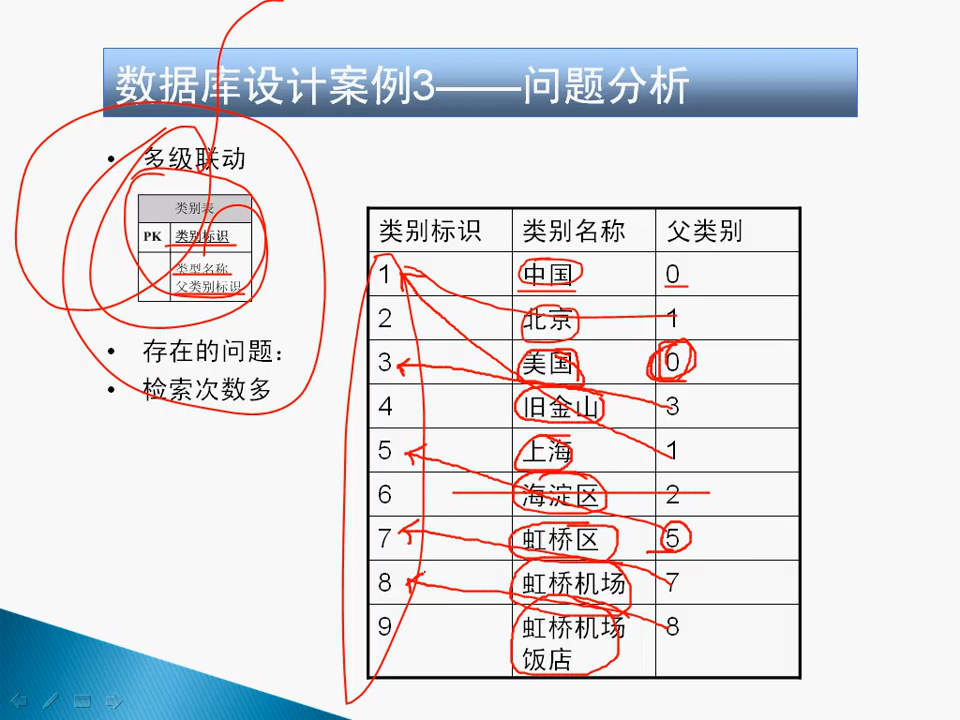 数据库设计案例3——问题分析
• 多级联动
类别表
PK 类别标识
类型名称
父类别标识
• 存在的问题：
• 检索次数多
类别标识 类别名称 父类别
1 中国 0
2 北京 1
3 美国 0
4 旧金山 3
5 上海 1
6 海淀区 2
7 虹桥区 5
8 虹桥机场 7
9 虹桥机场 8
饭店